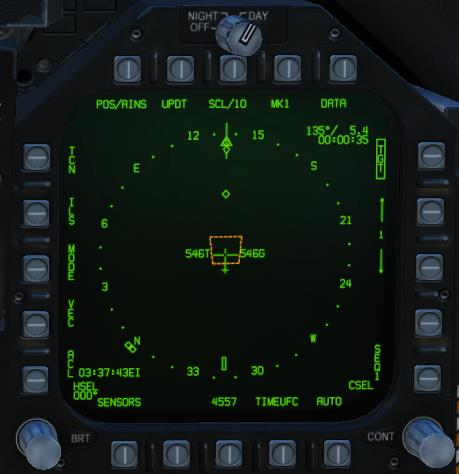 NIGHT DAY
OFF
POS/AINS UPDT SCL/10 MK1 DATA
135°/ 5.4
00:00:35
12 15
TCN
TGT
E S
ILS
6 21
1
MODE
546T 546G
3 24
VEC
N W
ACL
SEQ1
03:37:43EI
33 30
HSEL
000°
CSEL
SENSORS 4557 TIMEUFC AUTO
BRT CONT